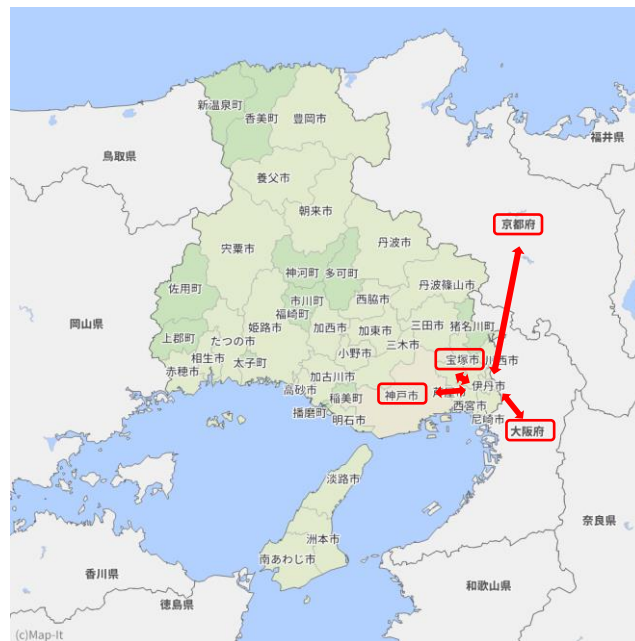 新温泉町
香美町
豊岡市
福井県
鳥取県
養父市
朝来市
京都府
宍粟市
丹波市
神河町
多可町
丹波篠山市
佐用町
市川町
西脇市
岡山県
姫路市
福崎町
加西市
加東市
三田市
猪名川町
上郡町
たつの市
三木市
相生市
太子町
小野市
宝塚市
赤穂市
加古川市
伊丹市
高砂市
稲美町
神戸市
播磨町
明石市
西宮市
尼崎市
大阪府
淡路市
奈良県
洲本市
南あわじ市
香川県
和歌山県
徳島県
(c)Map-It